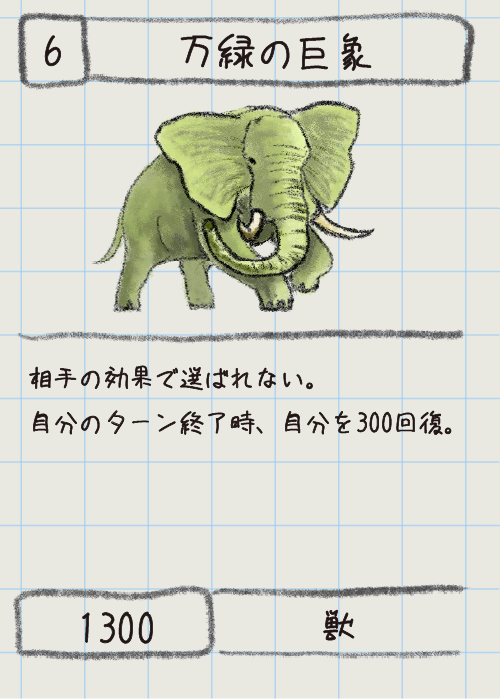 6
万緑の巨象
相手の効果で選ばれない。
自分のターン終了時、自分を300回復。
1300
獣